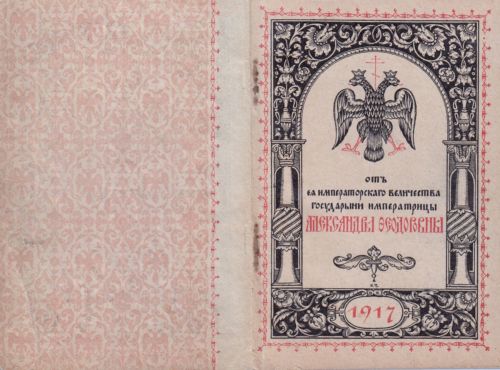 отъ
ея императорскаго величества
государыни императрицы
Александры Ѳеодоровны
1917